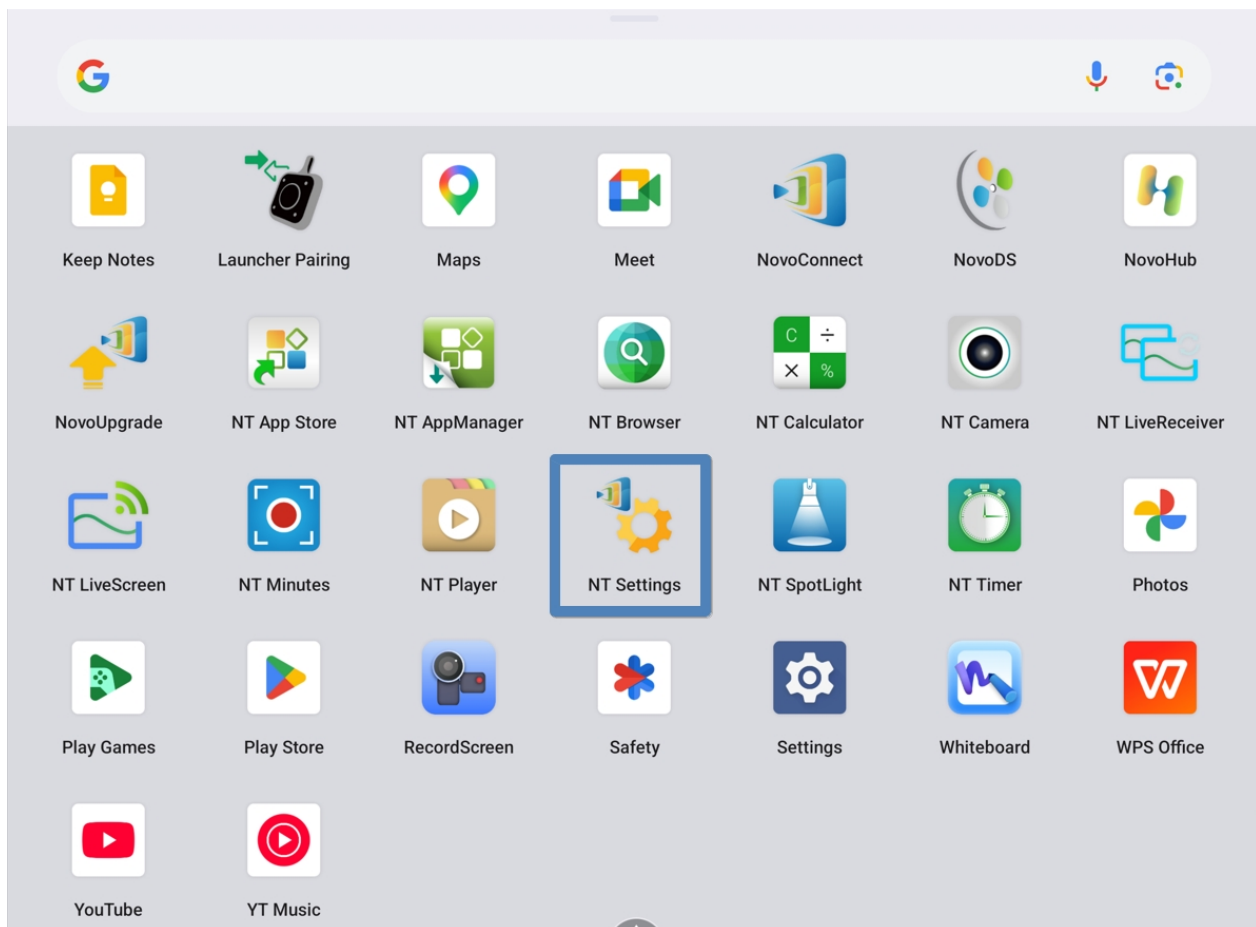 Keep Notes
Launcher Pairing
Maps
Meet
NovoConnect
NovoDS
NovoHub
NovoUpgrade
NT App Store
NT AppManager
NT Browser
NT Calculator
NT Camera
NT LiveReceiver
NT LiveScreen
NT Minutes
NT Player
NT Settings
NT SpotLight
NT Timer
Photos
Play Games
Play Store
RecordScreen
Safety
Settings
Whiteboard
WPS Office
YouTube
YT Music